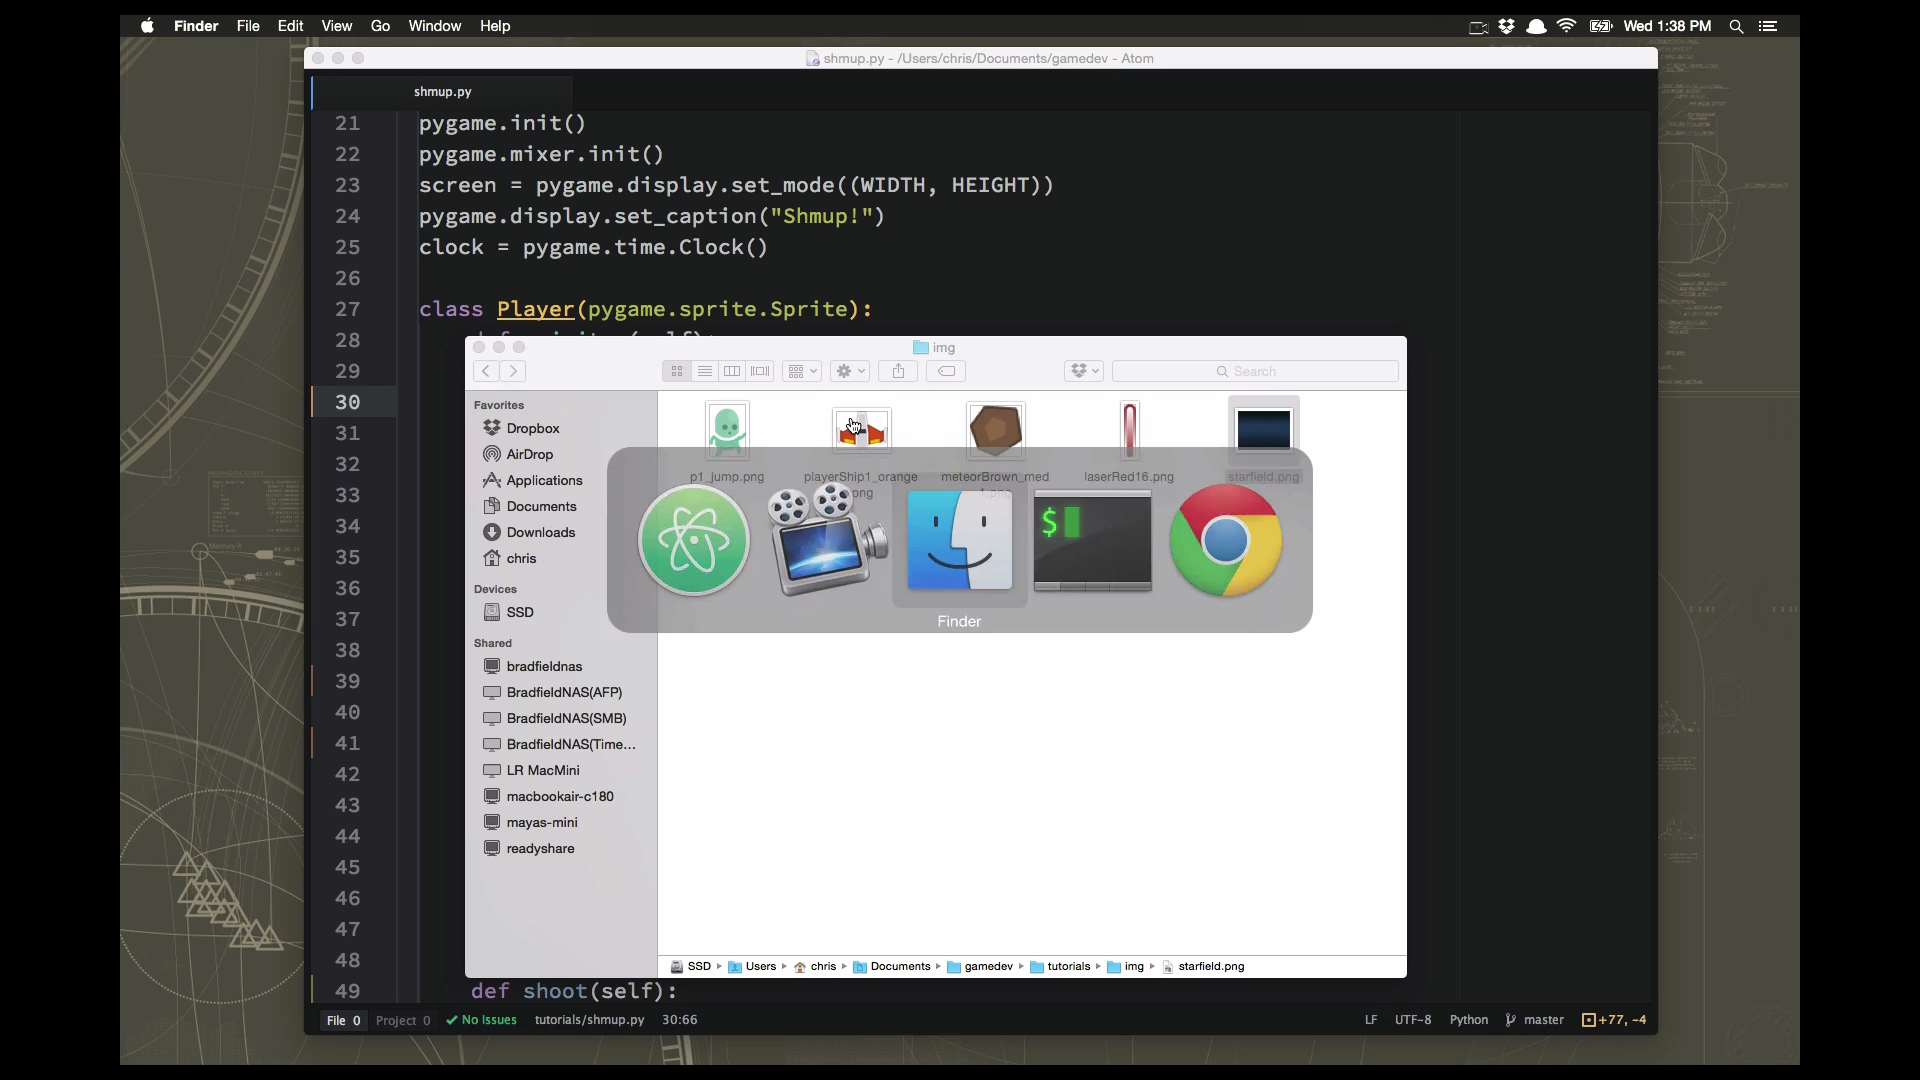 Finder File Edit View Go Window Help
Wed 1:38 PM
shmup.py - /Users/chris/Documents/gamedev - Atom
shmup.py
21 pygame.init()
22 pygame.mixer.init()
23 screen = pygame.display.set_mode((WIDTH, HEIGHT))
24 pygame.display.set_caption("Shmup!")
25 clock = pygame.time.Clock()
26
27 class Player(pygame.sprite.Sprite):
28
29
30
31
32
33
34
35
36
37
38
39
40
41
42
43
44
45
46
47
48
49 def shoot(self):
img
Search
Favorites
Dropbox
AirDrop
Applications
Documents
Downloads
chris
Devices
SSD
Shared
bradfieldnas
BradfieldNAS(AFP)
BradfieldNAS(SMB)
BradfieldNAS(Time...
LR MacMini
macbookair-c180
mayas-mini
readyshare
p1_jump.png
playerShip1_orange
.png
meteorBrown_med
laserRed16.png
starfield.png
$
Finder
SSD Users chris Documents gamedev tutorials img starfield.png
File 0 Project 0 No Issues tutorials/shmup.py 30:66
LF UTF-8 Python master +77, -4